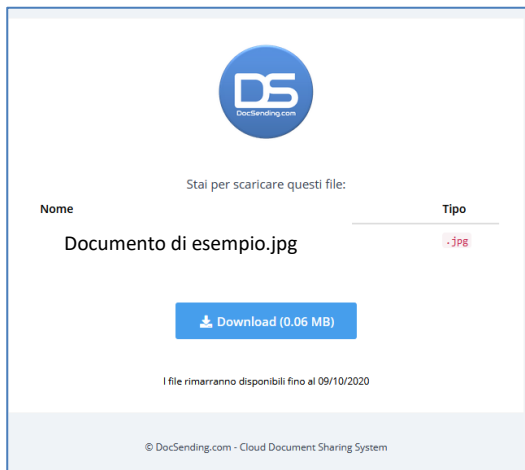 DS
DocSending.com
Stai per scaricare questi file:
Nome Tipo
Documento di esempio.jpg .jpg
Download (0.06 MB)
I file rimarranno disponibili fino al 09/10/2020
© DocSending.com - Cloud Document Sharing System